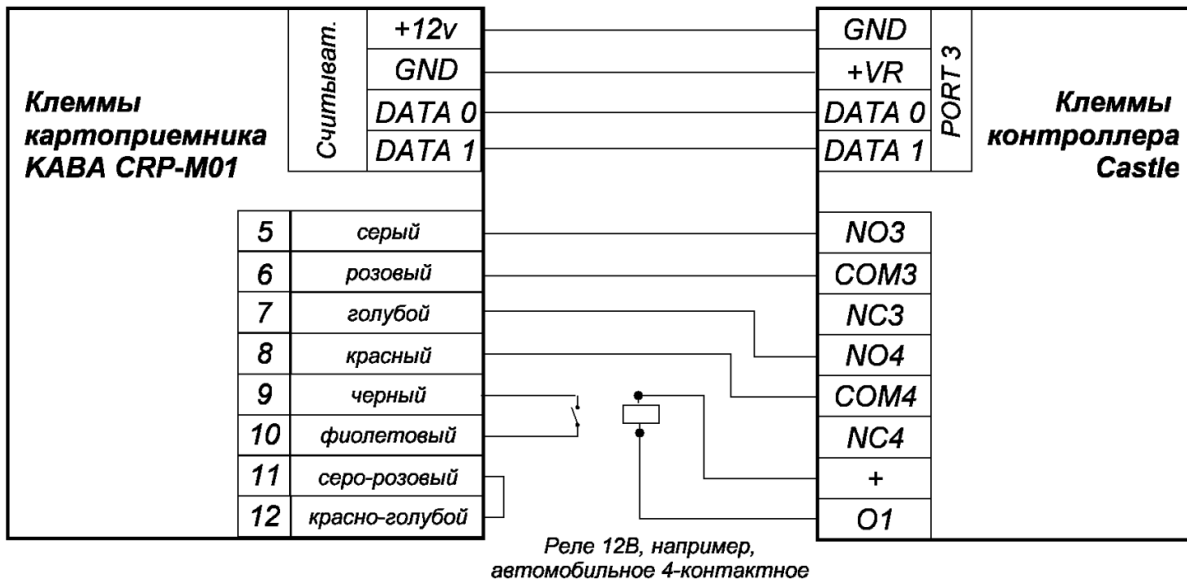 Клеммы
картоприемника
KABA CRP-M01
Считыват.
+12v
GND
DATA 0
DATA 1
5 серый
6 розовый
7 голубой
8 красный
9 черный
10 фиолетовый
11 серо-розовый
12 красно-голубой
GND
+VR
DATA 0
DATA 1
PORT 3
Клеммы
контроллера
Castle
NO3
COM3
NC3
NO4
COM4
NC4
+
O1
Реле 12В, например,
автомобильное 4-контактное